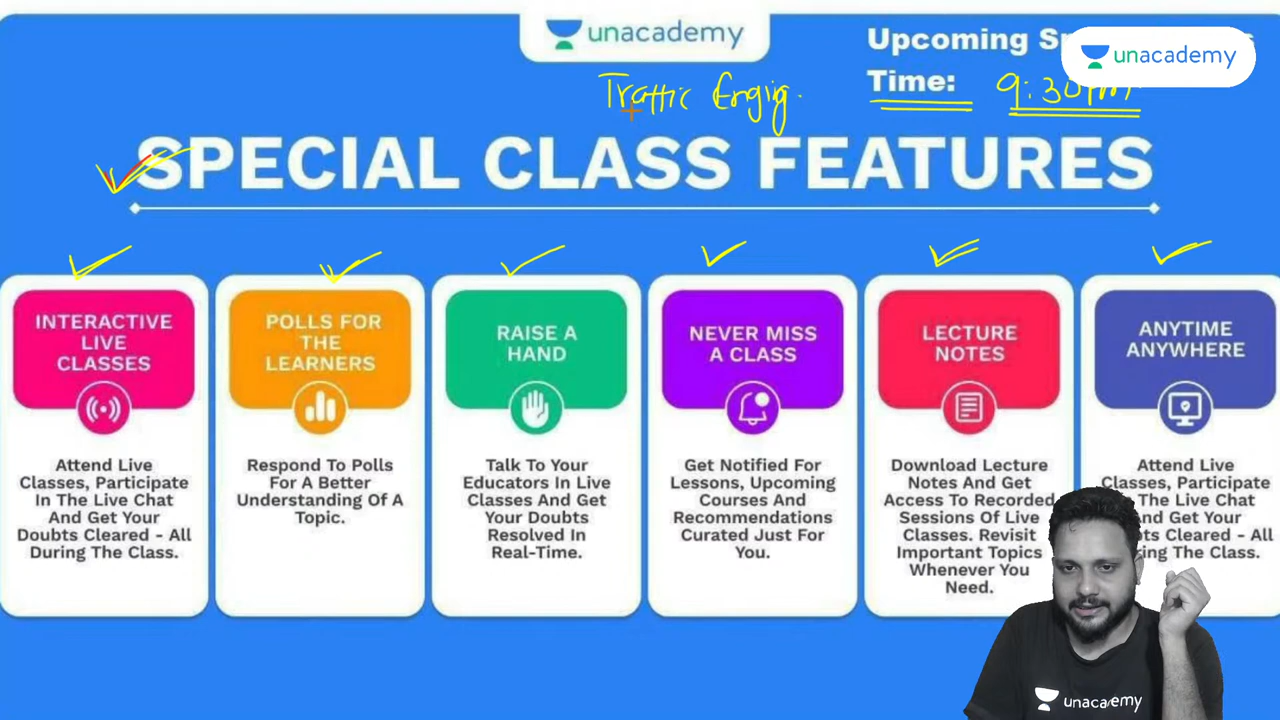 unacademy
Upcoming
unacademy
Time: 9:30 PM
Traffic Engig.
SPECIAL CLASS FEATURES
INTERACTIVE
LIVE
CLASSES
Attend Live
Classes, Participate
In The Live Chat
And Get Your
Doubts Cleared - All
During The Class.
POLLS FOR
THE
LEARNERS
Respond To Polls
For A Better
Understanding Of A
Topic.
RAISE A
HAND
Talk To Your
Educators In Live
Classes And Get
Your Doubts
Resolved In
Real-Time.
NEVER MISS
A CLASS
Get Notified For
Lessons, Upcoming
Courses And
Recommendations
Curated Just For
You.
LECTURE
NOTES
Download Lecture
Notes And Get
Access To Recorded
Sessions Of Live
Classes. Revisit
Important Topics
Whenever You
Need.
ANYTIME
ANYWHERE
Attend Live
Classes, Participate
The Live Chat
And Get Your
Cleared - All
The Class.
unacademy